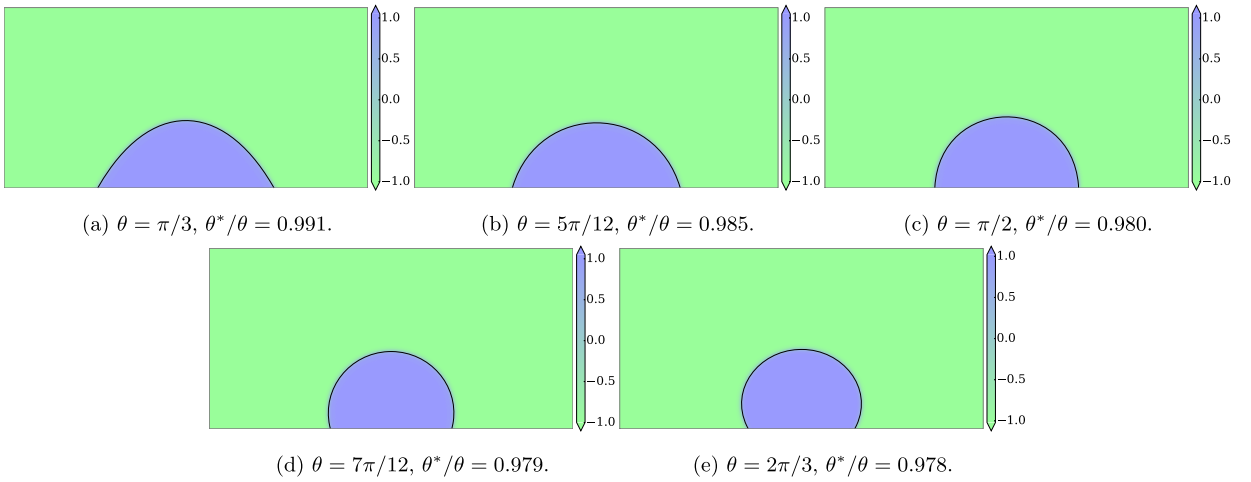 1.0 1.0 1.0
0.5 0.5 0.5
0.0 0.0 0.0
−0.5 −0.5 −0.5
−1.0 −1.0 −1.0
(a) θ = π/3, θ*/θ = 0.991. (b) θ = 5π/12, θ*/θ = 0.985. (c) θ = π/2, θ*/θ = 0.980.
1.0 1.0
0.5 0.5
0.0 0.0
−0.5 −0.5
−1.0 −1.0
(d) θ = 7π/12, θ*/θ = 0.979. (e) θ = 2π/3, θ*/θ = 0.978.